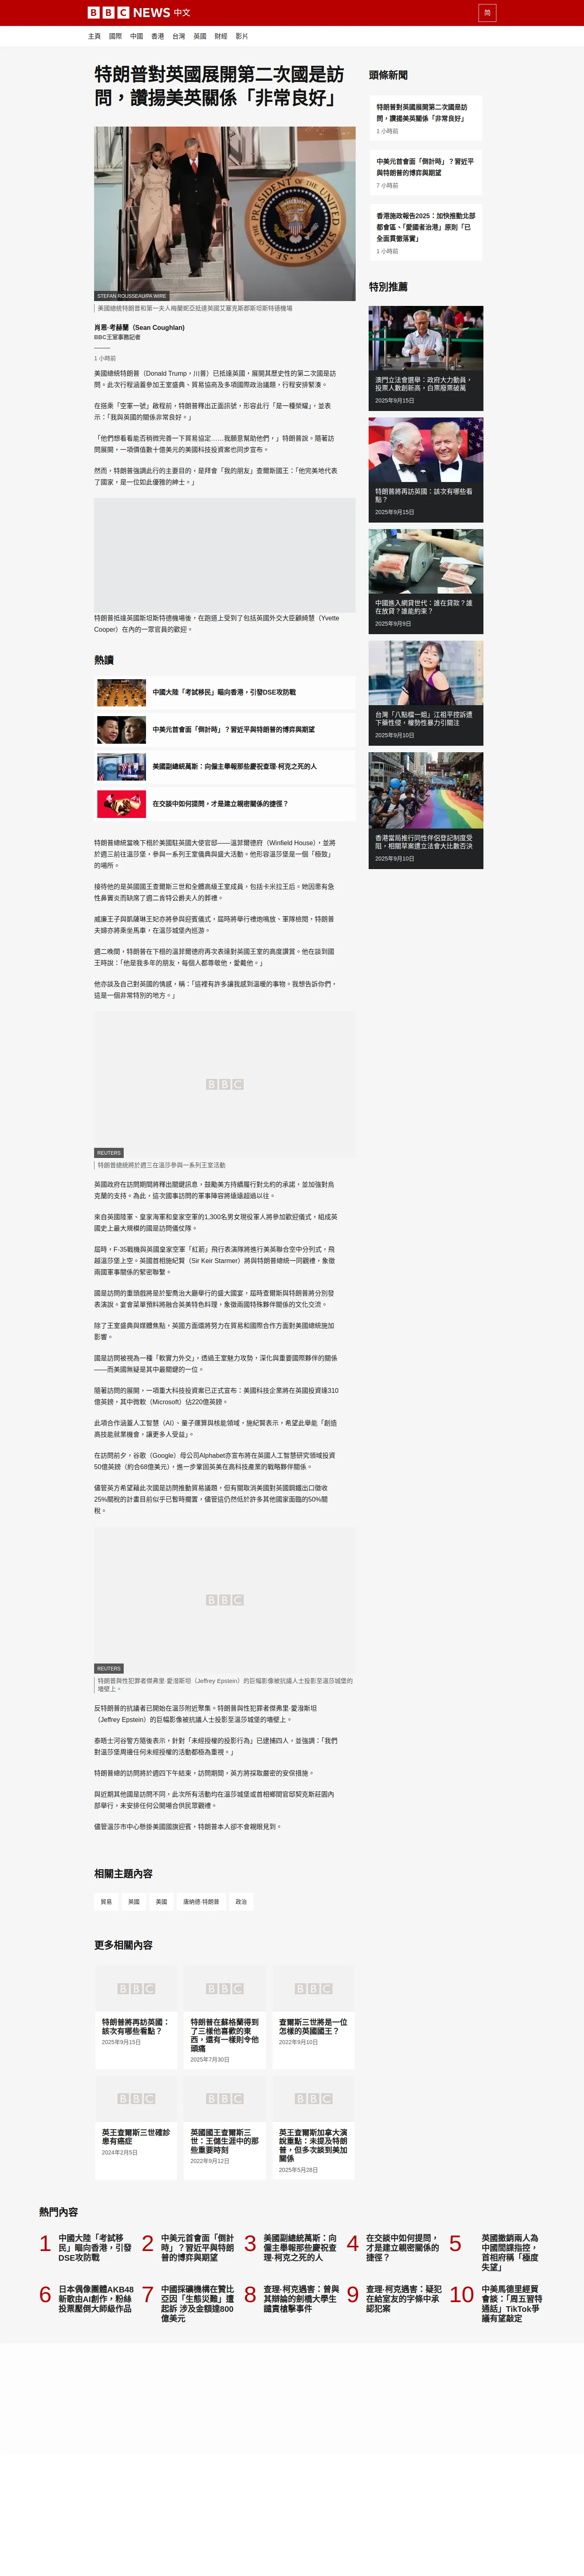 BBC NEWS 中文
简
主頁 國際 中國 香港 台灣 英國 財經 影片
特朗普對英國展開第二次國是訪
問，讚揚美英關係「非常良好」
STEFAN ROUSSEAU/PA WIRE
美國總統特朗普和第一夫人梅蘭妮亞抵達英國艾塞克斯郡斯坦斯特德機場
肖恩·考赫蘭（Sean Coughlan）
BBC王室事務記者
1 小時前
美國總統特朗普（Donald Trump，川普）已抵達英國，展開其歷史性的第二次國是訪
問。此次行程涵蓋參加王室盛典、貿易協商及多項國際政治議題，行程安排緊湊。
在搭乘「空軍一號」啟程前，特朗普釋出正面訊號，形容此行「是一種榮耀」，並表
示：「我與英國的關係非常良好。」
「他們想看看能否稍微完善一下貿易協定……我願意幫助他們，」特朗普說。隨著訪
問展開，一項價值數十億美元的美國科技投資案也同步宣布。
然而，特朗普強調此行的主要目的，是拜會「我的朋友」查爾斯國王：「他完美地代表
了國家，是一位如此優雅的紳士。」
特朗普抵達英國斯坦斯特德機場後，在跑道上受到了包括英國外交大臣顧綺慧（Yvette
Cooper）在內的一眾官員的歡迎。
熱讀
中國大陸「考試移民」瞄向香港，引發DSE攻防戰
中美元首會面「倒計時」？習近平與特朗普的博弈與期望
美國副總統萬斯：向僱主舉報那些慶祝查理·柯克之死的人
在交談中如何提問，才是建立親密關係的捷徑？
特朗普總統當晚下榻於美國駐英國大使官邸——溫菲爾德府（Winfield House），並將
於週三前往溫莎堡，參與一系列王室儀典與盛大活動。他形容溫莎堡是一個「極致」
的場所。
接待他的是英國國王查爾斯三世和全體高級王室成員，包括卡米拉王后。她因患有急
性鼻竇炎而缺席了週二肯特公爵夫人的葬禮。
威廉王子與凱薩琳王妃亦將參與迎賓儀式，屆時將舉行禮炮鳴放、軍隊檢閱，特朗普
夫婦亦將乘坐馬車，在溫莎城堡內巡游。
週二晚間，特朗普在下榻的溫菲爾德府再次表達對英國王室的高度讚賞。他在談到國
王時說：「他是我多年的朋友，每個人都尊敬他，愛戴他。」
他亦談及自己對英國的情感，稱：「這裡有許多讓我感到溫暖的事物。我想告訴你們，
這是一個非常特別的地方。」
BBC
REUTERS
特朗普總統將於週三在溫莎參與一系列王室活動
英國政府在訪問期間將釋出關鍵訊息，鼓勵美方持續履行對北約的承諾，並加強對烏
克蘭的支持。為此，這次國事訪問的軍事陣容將遠遠超過以往。
來自英國陸軍、皇家海軍和皇家空軍的1,300名男女現役軍人將參加歡迎儀式，組成英
國史上最大規模的國是訪問儀仗隊。
屆時，F-35戰機與英國皇家空軍「紅箭」飛行表演隊將進行美英聯合空中分列式，飛
越溫莎堡上空。英國首相施紀賢（Sir Keir Starmer）將與特朗普總統一同觀禮，象徵
兩國軍事關係的緊密聯繫。
國是訪問的重頭戲將是於聖喬治大廳舉行的盛大國宴，屆時查爾斯與特朗普將分別發
表演說。宴會菜單預料將融合英美特色料理，象徵兩國特殊夥伴關係的文化交流。
除了王室盛典與媒體焦點，英國方面還將努力在貿易和國際合作方面對美國總統施加
影響。
國是訪問被視為一種「軟實力外交」，透過王室魅力攻勢，深化與重要國際夥伴的關係
——而美國無疑是其中最關鍵的一位。
隨著訪問的展開，一項重大科技投資案已正式宣布：美國科技企業將在英國投資達310
億英鎊，其中微軟（Microsoft）佔220億英鎊。
此項合作涵蓋人工智慧（AI）、量子運算與核能領域，施紀賢表示，希望此舉能「創造
高技能就業機會，讓更多人受益」。
在訪問前夕，谷歌（Google）母公司Alphabet亦宣布將在英國人工智慧研究領域投資
50億英鎊（約合68億美元），進一步鞏固英美在高科技產業的戰略夥伴關係。
儘管英方希望藉此次國是訪問推動貿易議題，但有關取消美國對英國鋼鐵出口徵收
25%關稅的計畫目前似乎已暫時擱置，儘管這仍然低於許多其他國家面臨的50%關
稅。
BBC
REUTERS
特朗普與性犯罪者傑弗里·愛潑斯坦（Jeffrey Epstein）的巨幅影像被抗議人士投影至溫莎城堡的
墻壁上。
反特朗普的抗議者已開始在溫莎附近聚集。特朗普與性犯罪者傑弗里·愛潑斯坦
（Jeffrey Epstein）的巨幅影像被抗議人士投影至溫莎城堡的墻壁上。
泰晤士河谷警方隨後表示，針對「未經授權的投影行為」已逮捕四人，並強調：「我們
對溫莎堡周邊任何未經授權的活動都極為重視。」
特朗普總的訪問將於週四下午結束，訪問期間，英方將採取嚴密的安保措施。
與近期其他國是訪問不同，此次所有活動均在溫莎城堡或首相鄉間官邸契克斯莊園內
部舉行，未安排任何公開場合供民眾觀禮。
儘管溫莎市中心懸掛美國國旗迎賓，特朗普本人卻不會親眼見到。
相關主題內容
貿易 英國 美國 唐納德·特朗普 政治
更多相關內容
BBC BBC BBC
特朗普將再訪英國：
該次有哪些看點？
2025年9月15日
特朗普在蘇格蘭得到
了三樣他喜歡的東
西，還有一樣則令他
頭痛
2025年7月30日
查爾斯三世將是一位
怎樣的英國國王？
2022年9月10日
BBC BBC BBC
英王查爾斯三世確診
患有癌症
2024年2月5日
英國國王查爾斯三
世：王儲生涯中的那
些重要時刻
2022年9月12日
英王查爾斯加拿大演
說重點：未提及特朗
普，但多次談到美加
關係
2025年5月28日
頭條新聞
特朗普對英國展開第二次國是訪
問，讚揚美英關係「非常良好」
1 小時前
中美元首會面「倒計時」？習近平
與特朗普的博弈與期望
7 小時前
香港施政報告2025：加快推動北部
都會區、「愛國者治港」原則「已
全面貫徹落實」
1 小時前
特別推薦
澳門立法會選舉：政府大力動員，
投票人數創新高，白票廢票破萬
2025年9月15日
特朗普將再訪英國：該次有哪些看
點？
2025年9月15日
中國進入網貸世代：誰在貸款？誰
在放貸？誰能約束？
2025年9月9日
台灣「八點檔一姐」江祖平控訴遭
下藥性侵，權勢性暴力引關注
2025年9月10日
香港當局推行同性伴侶登記制度受
阻，相關草案遭立法會大比數否決
2025年9月10日
熱門內容
1 中國大陸「考試移
民」瞄向香港，引發
DSE攻防戰
2 中美元首會面「倒計
時」？習近平與特朗
普的博弈與期望
3 美國副總統萬斯：向
僱主舉報那些慶祝查
理·柯克之死的人
4 在交談中如何提問，
才是建立親密關係的
捷徑？
5 英國撤銷兩人為
中國間諜指控，
首相府稱「極度
失望」
6 日本偶像團體AKB48
新歌由AI創作，粉絲
投票壓倒大師級作品
7 中國採礦機構在贊比
亞因「生態災難」遭
起訴 涉及金額達800
億美元
8 查理·柯克遇害：曾與
其辯論的劍橋大學生
譴責槍擊事件
9 查理·柯克遇害：疑犯
在給室友的字條中承
認犯案
10 中美馬德里經貿
會談：「周五習特
通話」TikTok爭
議有望敲定